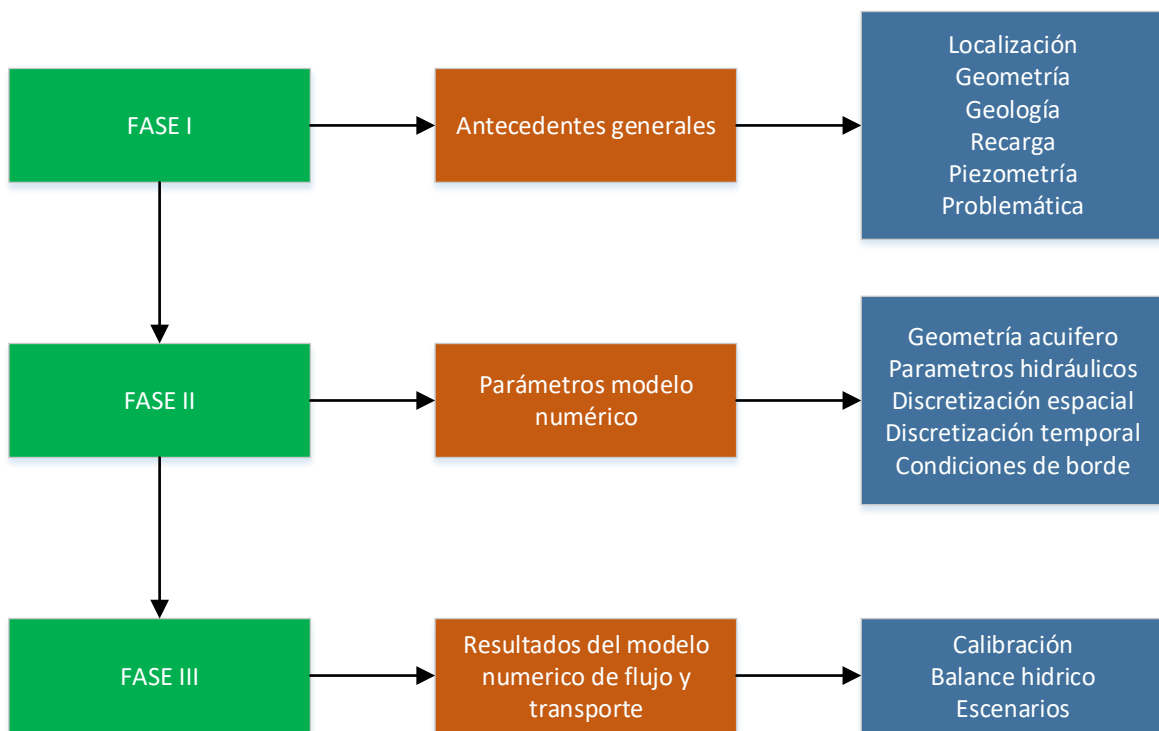 FASE I
Antecedentes generales
Localización
Geometría
Geología
Recarga
Piezometría
Problemática
FASE II
Parámetros modelo
numérico
Geometría acuifero
Parametros hidráulicos
Discretización espacial
Discretización temporal
Condiciones de borde
FASE III
Resultados del modelo
numerico de flujo y
transporte
Calibración
Balance hidrico
Escenarios